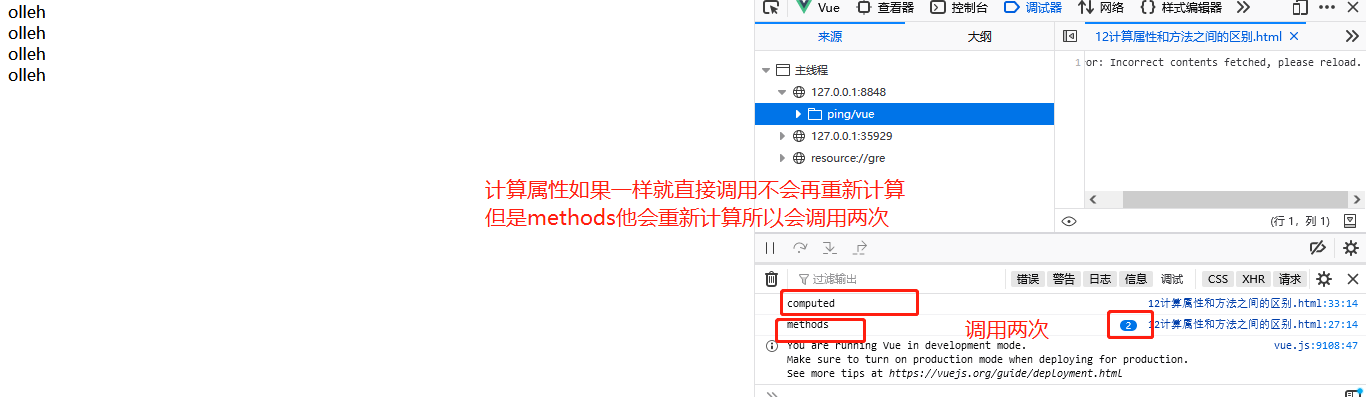 olleh
olleh
olleh
olleh
Vue 查看器 控制台 调试器 网络 样式编辑器
来源 大纲
12计算属性和方法之间的区别.html
主线程
127.0.0.1:8848
ping/vue
127.0.0.1:35929
resource://gre
1 or: Incorrect contents fetched, please reload.
(行 1，列 1)
计算属性如果一样就直接调用不会再重新计算
但是methods他会重新计算所以会调用两次
过滤输出 错误 警告 日志 信息 调试 CSS XHR 请求
computed 12计算属性和方法之间的区别.html:33:14
methods 调用两次 2 12计算属性和方法之间的区别.html:27:14
You are running Vue in development mode. vue.js:9108:47
Make sure to turn on production mode when deploying for production.
See more tips at https://vuejs.org/guide/deployment.html